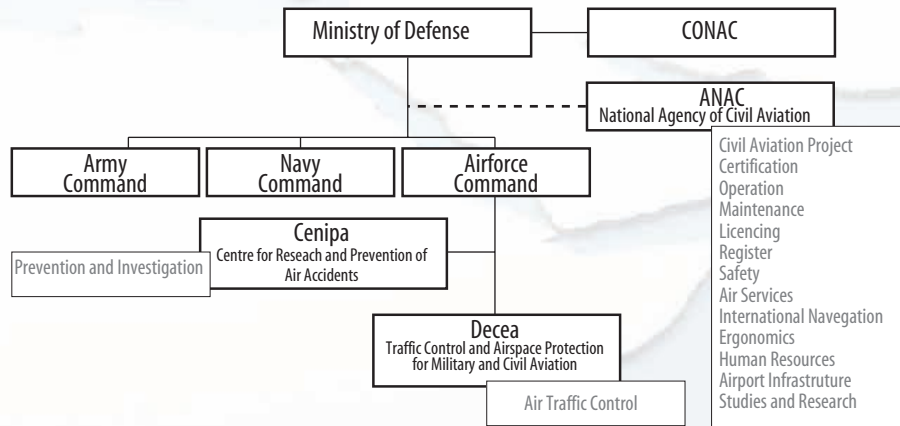 Ministry of Defense
CONAC
ANAC
National Agency of Civil Aviation
Civil Aviation Project
Certification
Operation
Maintenance
Licencing
Register
Safety
Air Services
International Navegation
Ergonomics
Human Resources
Airport Infrastruture
Studies and Research
Army
Command
Navy
Command
Airforce
Command
Cenipa
Centre for Reseach and Prevention of
Air Accidents
Prevention and Investigation
Decea
Traffic Control and Airspace Protection
for Military and Civil Aviation
Air Traffic Control